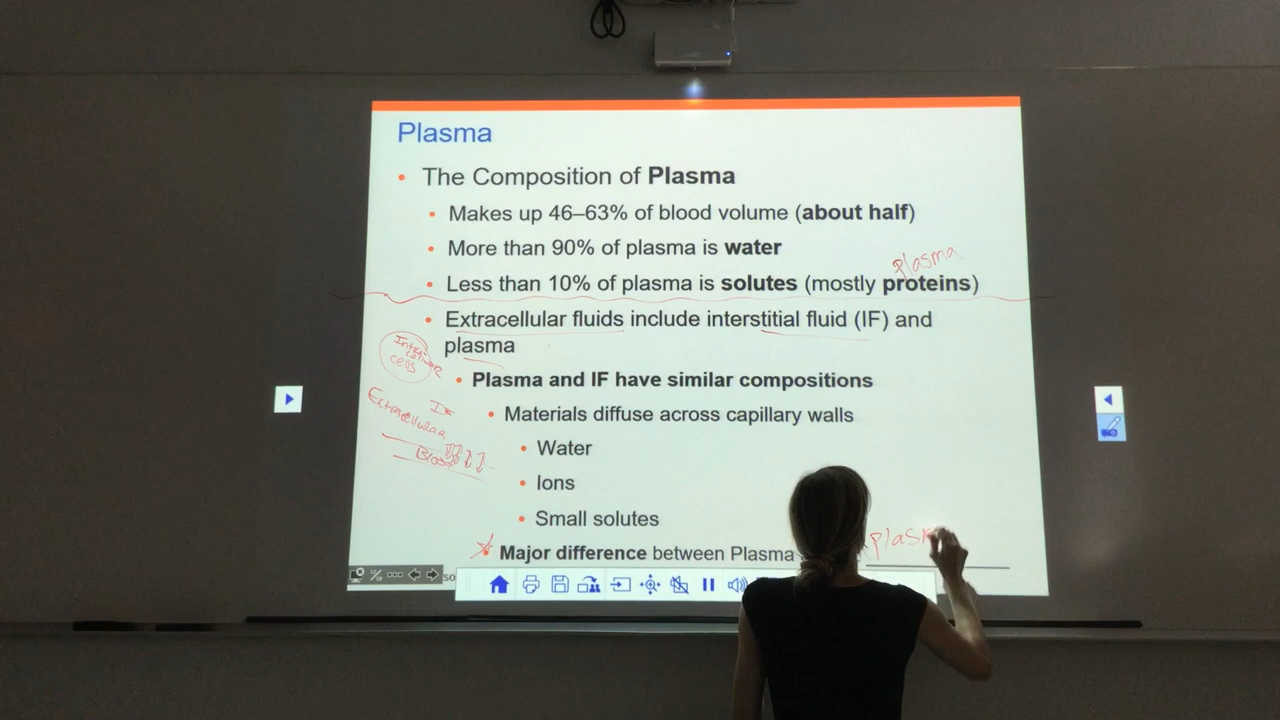 Plasma
• The Composition of Plasma
• Makes up 46–63% of blood volume (about half)
• More than 90% of plasma is water
plasma
• Less than 10% of plasma is solutes (mostly proteins)
• Extracellular fluids include interstitial fluid (IF) and
plasma
cells
• Plasma and IF have similar compositions
Extracellular
IF
• Materials diffuse across capillary walls
• Water
• Ions
• Small solutes
• Major difference between Plasma
plas
so